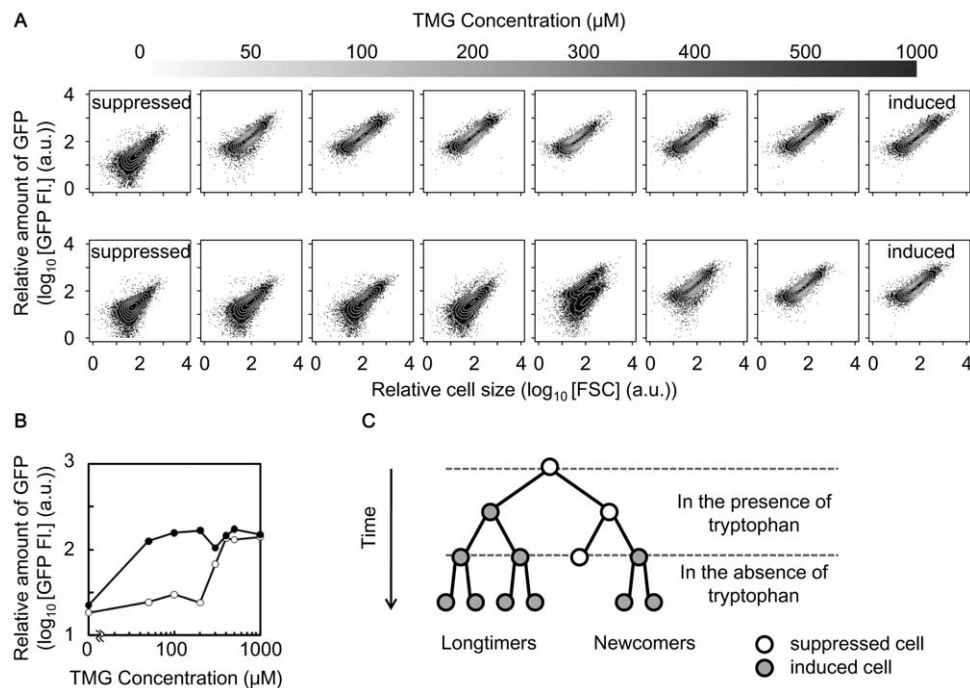 A
TMG Concentration (µM)
0 50 100 200 300 400 500 1000
Relative amount of GFP
(log10 [GFP Fl.] (a.u.))
4
2
0
suppressed
induced
4
2
0
suppressed
induced
0 2 4 0 2 4 0 2 4 0 2 4 0 2 4 0 2 4 0 2 4 0 2 4
Relative cell size (log10 [FSC] (a.u.))
B
Relative amount of GFP
(log10 [GFP Fl.] (a.u.))
3
2
1
0 100 1000
TMG Concentration (µM)
C
Time
In the presence of
tryptophan
In the absence of
tryptophan
Longtimers
Newcomers
suppressed cell
induced cell